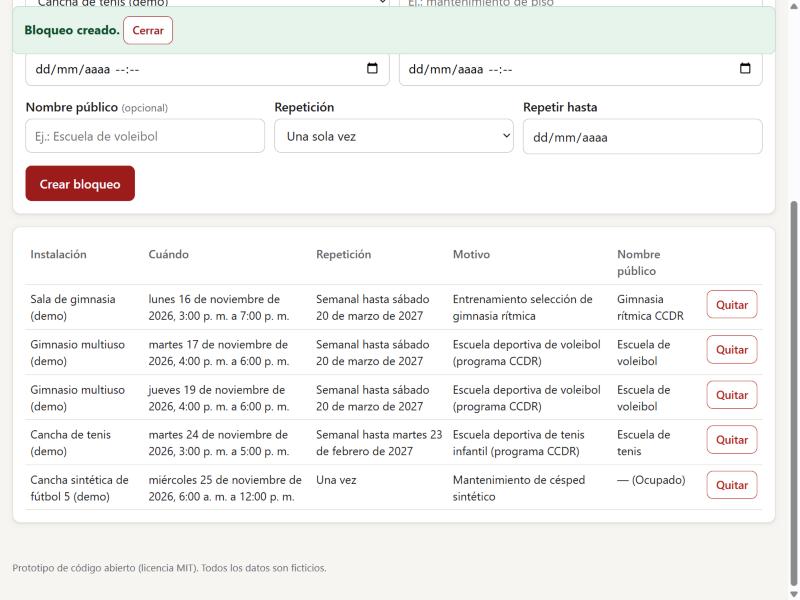 Cancha de tenis (demo)
Ej.: mantenimiento de piso
Bloqueo creado. Cerrar
dd/mm/aaaa --:--
dd/mm/aaaa --:--
Nombre público (opcional)
Repetición
Repetir hasta
Ej.: Escuela de voleibol
Una sola vez
dd/mm/aaaa
Crear bloqueo
Instalación
Cuándo
Repetición
Motivo
Nombre
público
Sala de gimnasia
(demo)
lunes 16 de noviembre de
2026, 3:00 p. m. a 7:00 p. m.
Semanal hasta sábado
20 de marzo de 2027
Entrenamiento selección de
gimnasia rítmica
Gimnasia
rítmica CCDR
Quitar
Gimnasio multiuso
(demo)
martes 17 de noviembre de
2026, 4:00 p. m. a 6:00 p. m.
Semanal hasta sábado
20 de marzo de 2027
Escuela deportiva de voleibol
(programa CCDR)
Escuela de
voleibol
Quitar
Gimnasio multiuso
(demo)
jueves 19 de noviembre de
2026, 4:00 p. m. a 6:00 p. m.
Semanal hasta sábado
20 de marzo de 2027
Escuela deportiva de voleibol
(programa CCDR)
Escuela de
voleibol
Quitar
Cancha de tenis
(demo)
martes 24 de noviembre de
2026, 3:00 p. m. a 5:00 p. m.
Semanal hasta martes 23
de febrero de 2027
Escuela deportiva de tenis
infantil (programa CCDR)
Escuela de
tenis
Quitar
Cancha sintética de
fútbol 5 (demo)
miércoles 25 de noviembre de
2026, 6:00 a. m. a 12:00 p. m.
Una vez
Mantenimiento de césped
sintético
— (Ocupado)
Quitar
Prototipo de código abierto (licencia MIT). Todos los datos son ficticios.